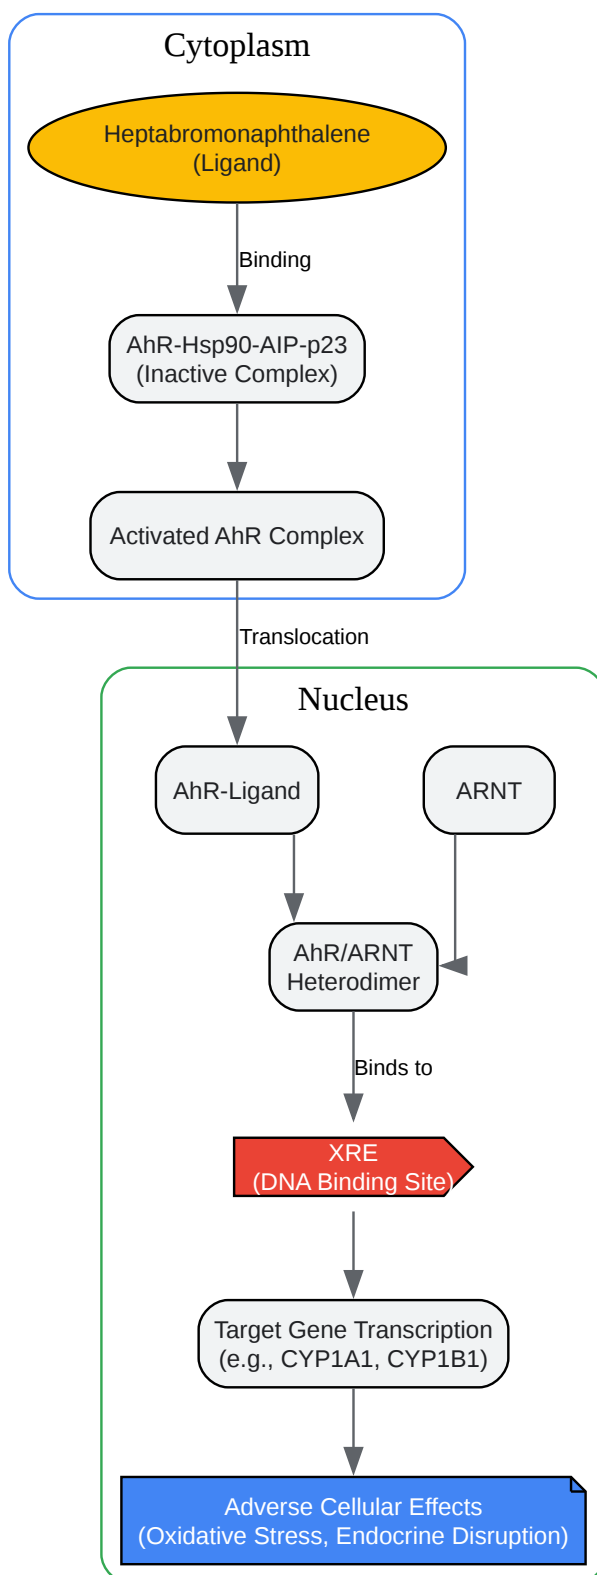 Cytoplasm
Heptabromonaphthalene
(Ligand)
Binding
AhR-Hsp90-AIP-p23
(Inactive Complex)
Activated AhR Complex
Translocation
Nucleus
AhR-Ligand
ARNT
AhR/ARNT
Heterodimer
Binds to
XRE
(DNA Binding Site)
Target Gene Transcription
(e.g., CYP1A1, CYP1B1)
Adverse Cellular Effects
(Oxidative Stress, Endocrine Disruption)